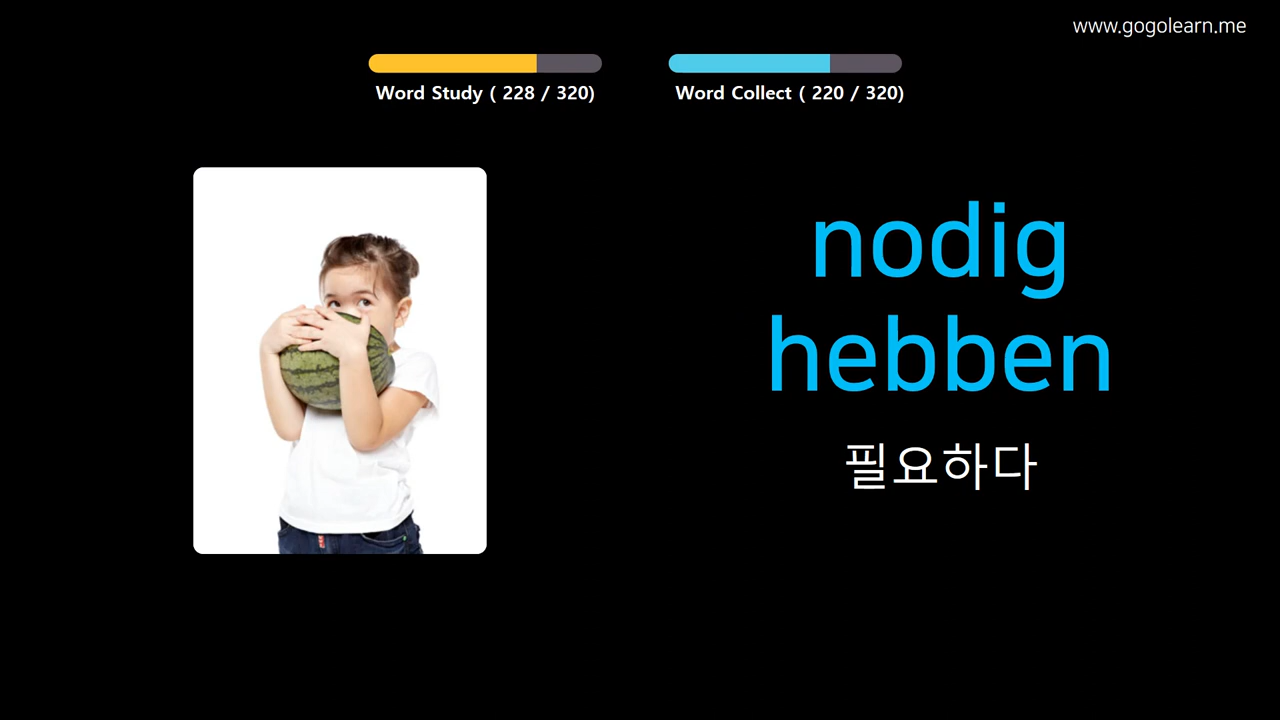 www.gogolearn.me
Word Study ( 228 / 320)
Word Collect ( 220 / 320)
nodig
hebben
필요하다